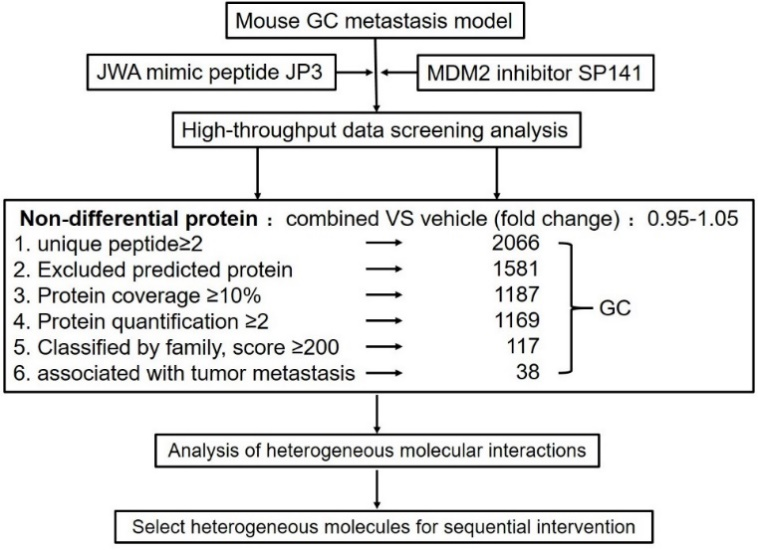 Mouse GC metastasis model
JWA mimic peptide JP3
MDM2 inhibitor SP141
High-throughput data screening analysis
Non-differential protein : combined VS vehicle (fold change) : 0.95-1.05
1. unique peptide≥2 2066
2. Excluded predicted protein 1581
3. Protein coverage ≥10% 1187
4. Protein quantification ≥2 1169
5. Classified by family, score ≥200 117
6. associated with tumor metastasis 38
GC
Analysis of heterogeneous molecular interactions
Select heterogeneous molecules for sequential intervention